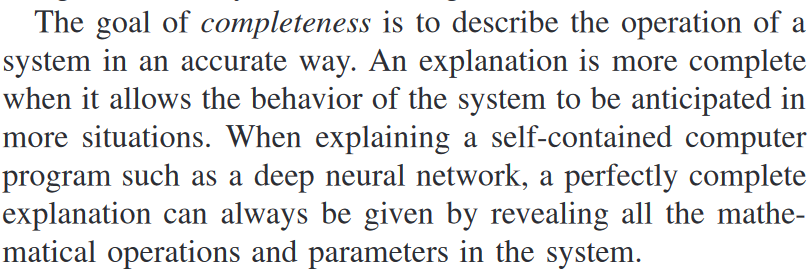 The goal of completeness is to describe the operation of a
system in an accurate way. An explanation is more complete
when it allows the behavior of the system to be anticipated in
more situations. When explaining a self-contained computer
program such as a deep neural network, a perfectly complete
explanation can always be given by revealing all the mathe-
matical operations and parameters in the system.